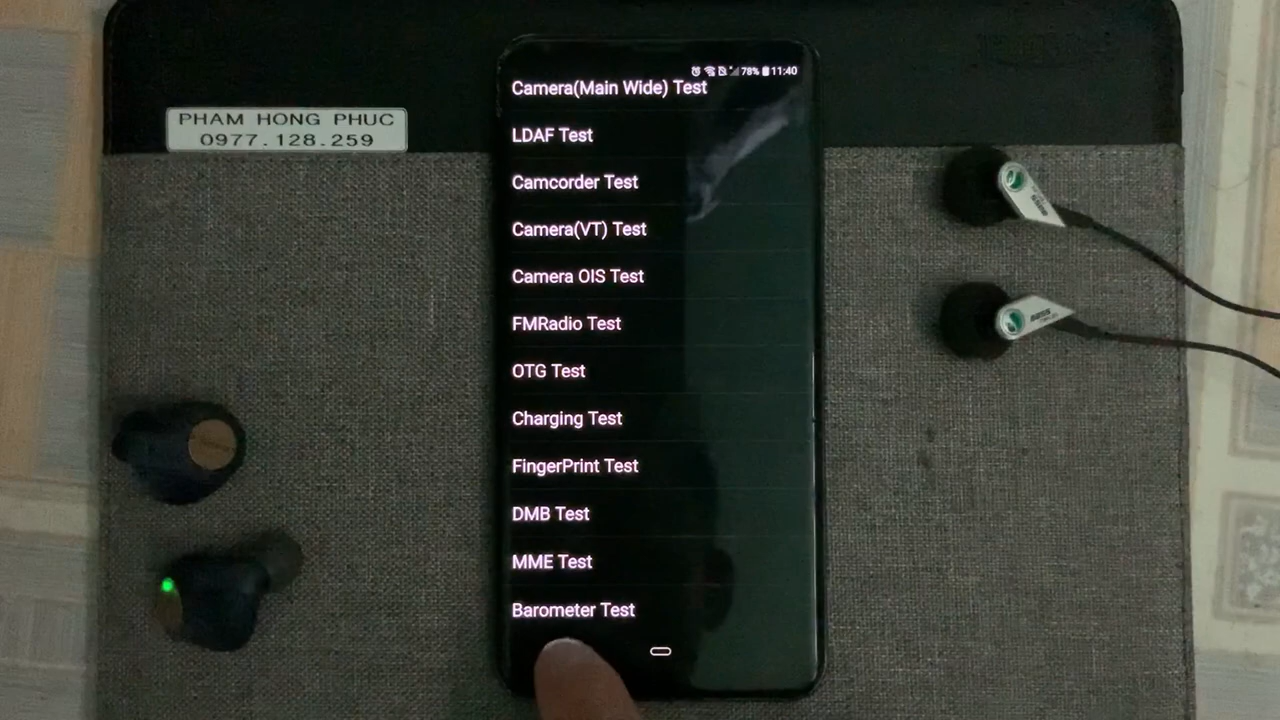 78% 11:40
Camera(Main Wide) Test
PHAM HONG PHUC
0977.128.259
LDAF Test
Camcorder Test
Camera(VT) Test
Camera OIS Test
FMRadio Test
OTG Test
Charging Test
FingerPrint Test
DMB Test
MME Test
Barometer Test